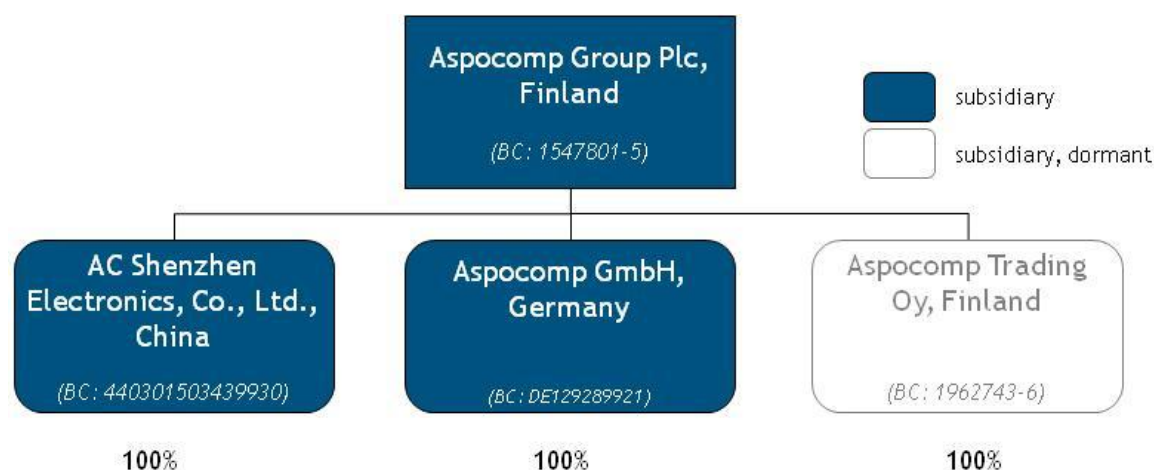 Aspocomp Group Plc,
Finland
(BC: 1547801-5)
subsidiary
subsidiary, dormant
AC Shenzhen
Electronics, Co., Ltd.,
China
(BC: 440301503439930)
100%
Aspocomp GmbH,
Germany
(BC: DE129289921)
100%
Aspocomp Trading
Oy, Finland
(BC: 1962743-6)
100%